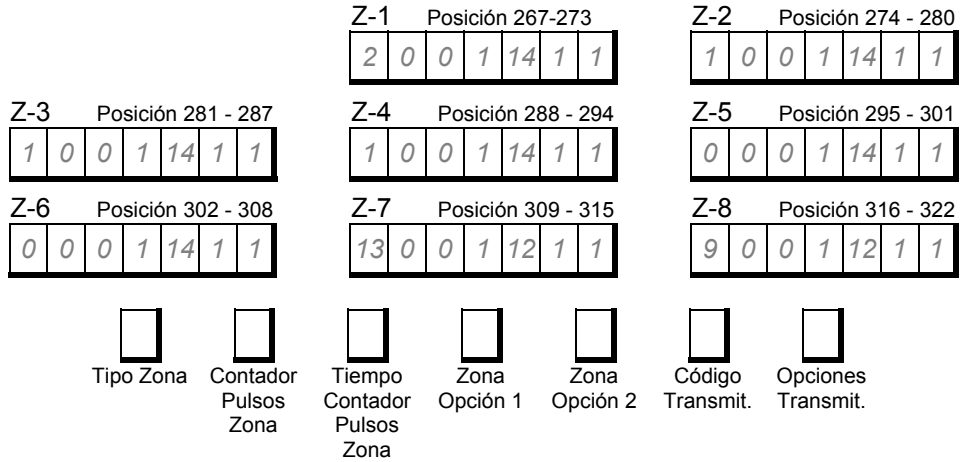 Z-1 Posición 267-273 Z-2 Posición 274 - 280
2 0 0 1 14 1 1 1 0 0 1 14 1 1
Z-3 Posición 281 - 287 Z-4 Posición 288 - 294 Z-5 Posición 295 - 301
1 0 0 1 14 1 1 1 0 0 1 14 1 1 0 0 0 1 14 1 1
Z-6 Posición 302 - 308 Z-7 Posición 309 - 315 Z-8 Posición 316 - 322
0 0 0 1 14 1 1 13 0 0 1 12 1 1 9 0 0 1 12 1 1
Tipo Zona Contador Tiempo Zona Zona Código Opciones
Pulsos Contador Opción 1 Opción 2 Transmit. Transmit.
Zona Pulsos
Zona